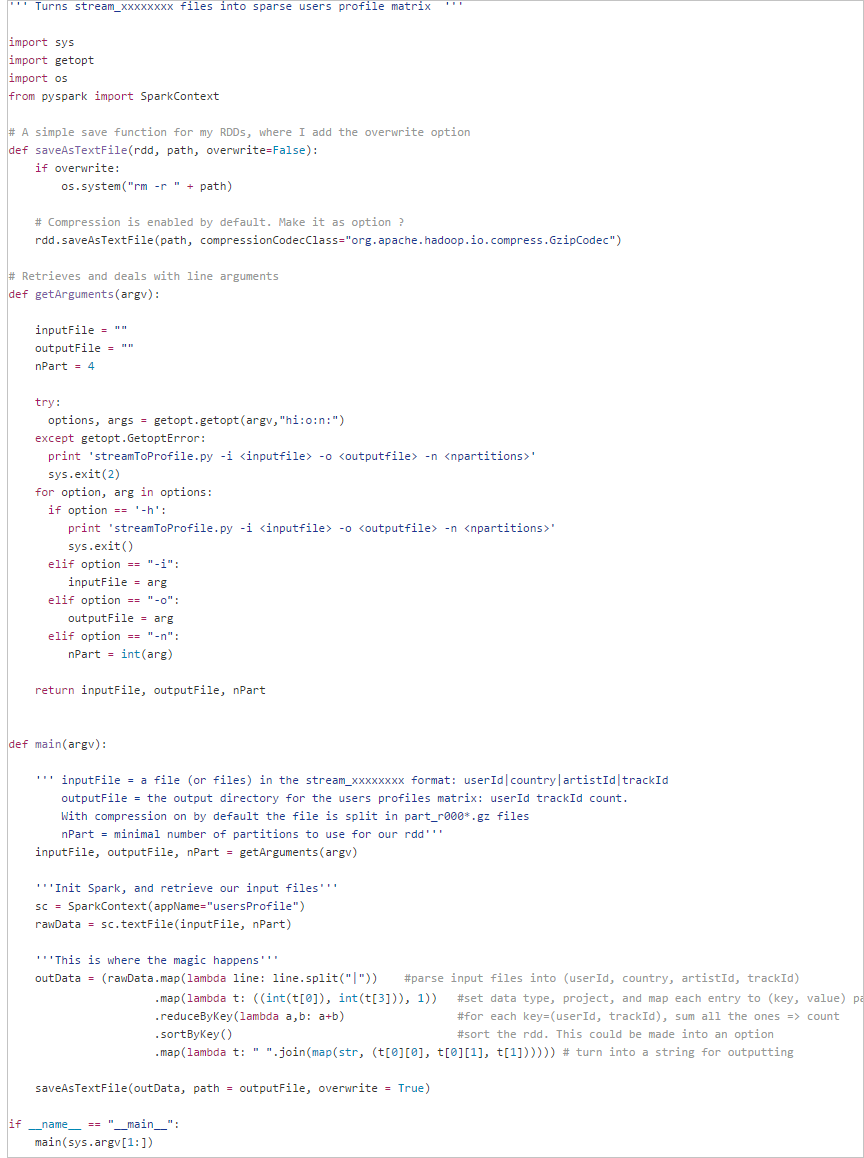 ''' Turns stream_xxxxxxxx files into sparse users profile matrix  '''

import sys
import getopt
import os
from pyspark import SparkContext

# A simple save function for my RDDs, where I add the overwrite option
def saveAsTextFile(rdd, path, overwrite=False):
    if overwrite:
        os.system("rm -r " + path)

    # Compression is enabled by default. Make it as option ?
    rdd.saveAsTextFile(path, compressionCodecClass="org.apache.hadoop.io.compress.GzipCodec")

# Retrieves and deals with line arguments
def getArguments(argv):

    inputFile = ""
    outputFile = ""
    nPart = 4

    try:
      options, args = getopt.getopt(argv,"hi:o:n:")
    except getopt.GetoptError:
      print 'streamToProfile.py -i <inputfile> -o <outputfile> -n <npartitions>'
      sys.exit(2)
    for option, arg in options:
      if option == '-h':
         print 'streamToProfile.py -i <inputfile> -o <outputfile> -n <npartitions>'
         sys.exit()
      elif option == "-i":
         inputFile = arg
      elif option == "-o":
         outputFile = arg
      elif option == "-n":
         nPart = int(arg)

    return inputFile, outputFile, nPart


def main(argv):

    ''' inputFile = a file (or files) in the stream_xxxxxxxx format: userId|country|artistId|trackId
        outputFile = the output directory for the users profiles matrix: userId trackId count.
        With compression on by default the file is split in part_r000*.gz files
        nPart = minimal number of partitions to use for our rdd'''
    inputFile, outputFile, nPart = getArguments(argv)

    '''Init Spark, and retrieve our input files'''
    sc = SparkContext(appName="usersProfile")
    rawData = sc.textFile(inputFile, nPart)

    '''This is where the magic happens'''
    outData = (rawData.map(lambda line: line.split("|"))    #parse input files into (userId, country, artistId, trackId)
                      .map(lambda t: ((int(t[0]), int(t[3])), 1))   #set data type, project, and map each entry to (key, value) pa
                      .reduceByKey(lambda a,b: a+b)                 #for each key=(userId, trackId), sum all the ones => count
                      .sortByKey()                                  #sort the rdd. This could be made into an option
                      .map(lambda t: " ".join(map(str, (t[0][0], t[0][1], t[1]))))) # turn into a string for outputting

    saveAsTextFile(outData, path = outputFile, overwrite = True)

if __name__ == "__main__":
    main(sys.argv[1:])